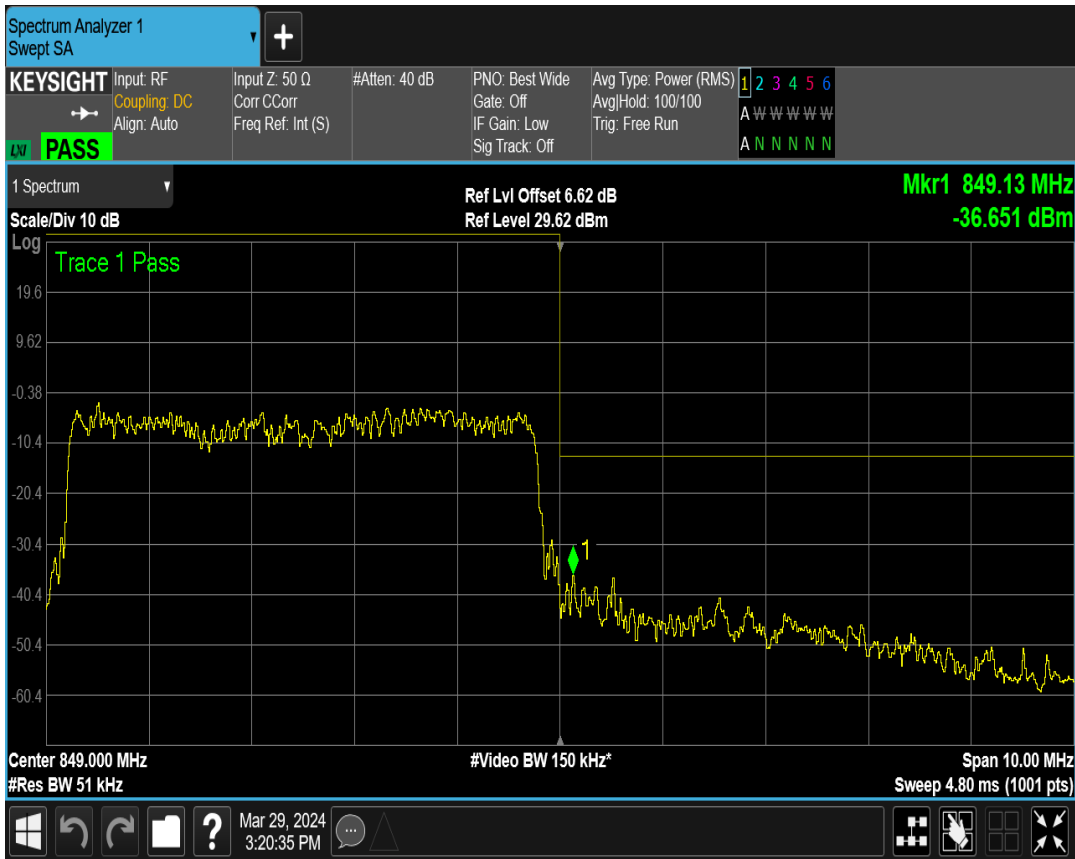 Spectrum Analyzer 1
Swept SA
KEYSIGHT
LXI PASS
Input: RF
Coupling: DC
Align: Auto
Input Z: 50 Ω
Corr CCorr
Freq Ref: Int (S)
#Atten: 40 dB
PNO: Best Wide
Gate: Off
IF Gain: Low
Sig Track: Off
Avg Type: Power (RMS)
Avg|Hold: 100/100
Trig: Free Run
1 2 3 4 5 6
A W W W W W
A N N N N N
1 Spectrum
Scale/Div 10 dB
Ref Lvl Offset 6.62 dB
Ref Level 29.62 dBm
Mkr1 849.13 MHz
-36.651 dBm
Log
Trace 1 Pass
19.6
9.62
-0.38
-10.4
-20.4
-30.4
-40.4
-50.4
-60.4
1
Center 849.000 MHz
#Res BW 51 kHz
#Video BW 150 kHz*
Span 10.00 MHz
Sweep 4.80 ms (1001 pts)
?
Mar 29, 2024
3:20:35 PM